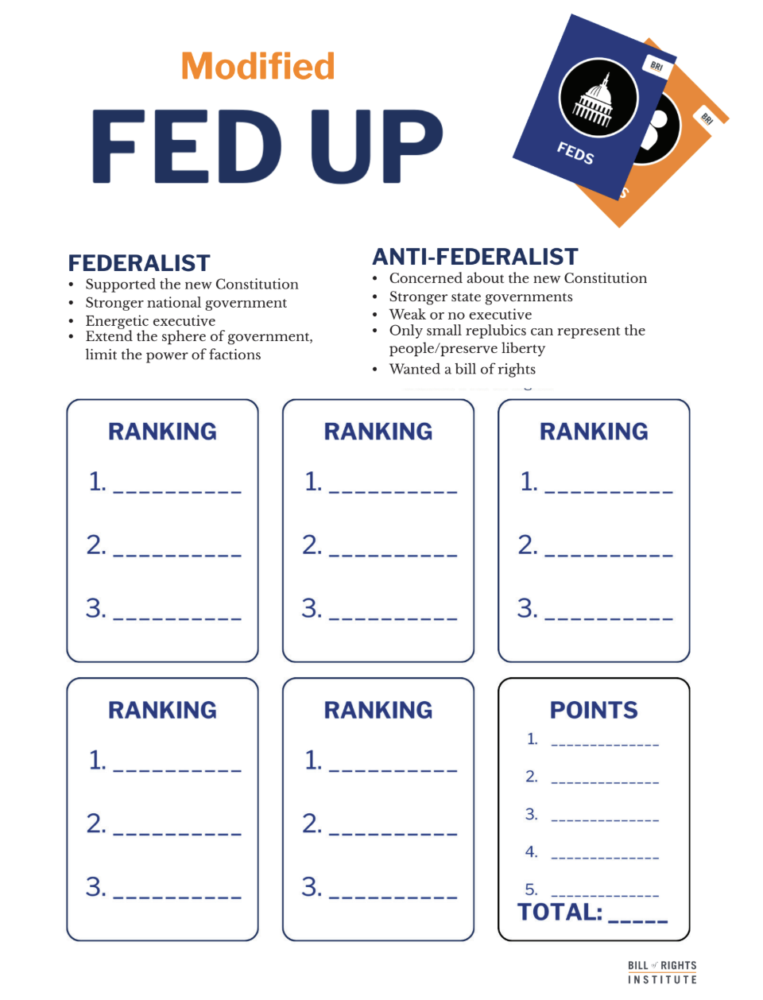 Modified
FED UP
BRI
FEDS
BRI
S
FEDERALIST
• Supported the new Constitution
• Stronger national government
• Energetic executive
• Extend the sphere of government,
limit the power of factions
ANTI-FEDERALIST
• Concerned about the new Constitution
• Stronger state governments
• Weak or no executive
• Only small replubics can represent the
people/preserve liberty
• Wanted a bill of rights
RANKING
1. __________
2. __________
3. __________
RANKING
1. __________
2. __________
3. __________
RANKING
1. __________
2. __________
3. __________
RANKING
1. __________
2. __________
3. __________
RANKING
1. __________
2. __________
3. __________
POINTS
1. ______________
2. ______________
3. ______________
4. ______________
5. ______________
TOTAL: _____
BILL of RIGHTS
INSTITUTE